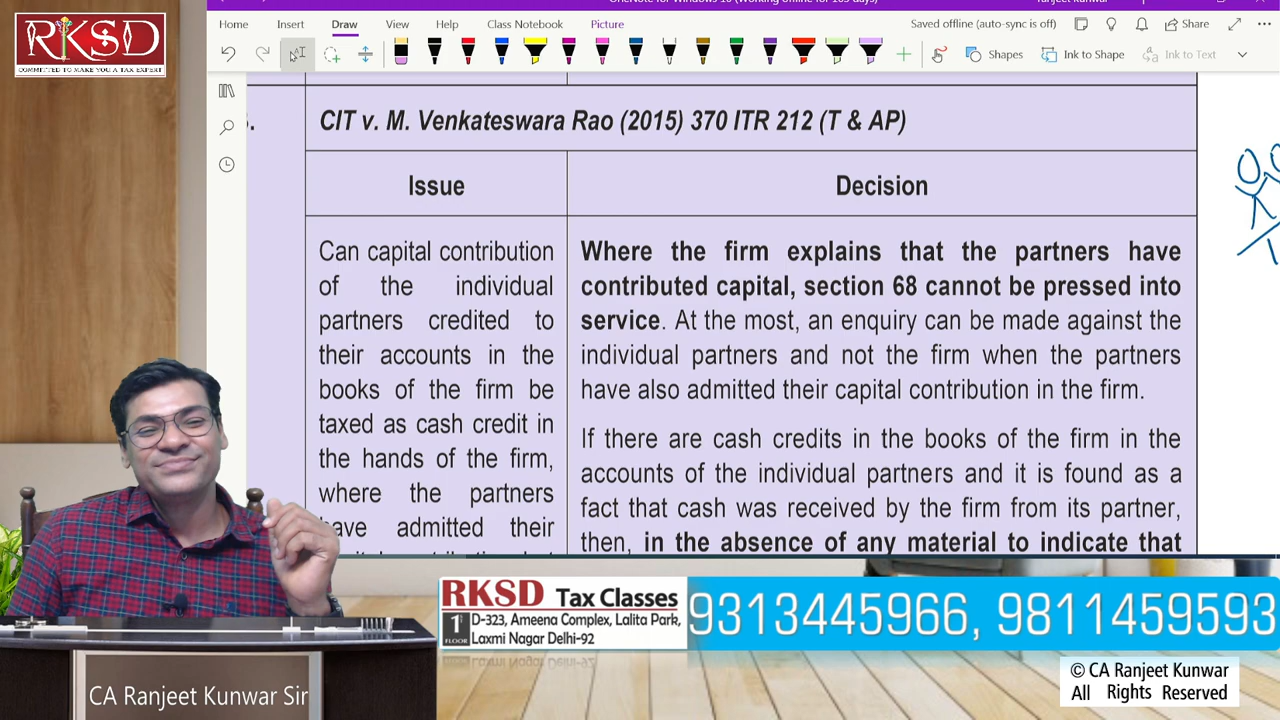 RKSD
COMMITTED TO MAKE YOU A TAX EXPERT
Home Insert Draw View Help Class Notebook Picture
Saved offline (auto-sync is off) Share
Shapes Ink to Shape Ink to Text
CIT v. M. Venkateswara Rao (2015) 370 ITR 212 (T & AP)
Issue
Can capital contribution
of the individual
partners credited to
their accounts in the
books of the firm be
taxed as cash credit in
the hands of the firm,
where the partners
have admitted their
Decision
Where the firm explains that the partners have
contributed capital, section 68 cannot be pressed into
service. At the most, an enquiry can be made against the
individual partners and not the firm when the partners
have also admitted their capital contribution in the firm.
If there are cash credits in the books of the firm in the
accounts of the individual partners and it is found as a
fact that cash was received by the firm from its partner,
then, in the absence of any material to indicate that
RKSD Tax Classes
1st FLOOR
D-323, Ameena Complex, Lalita Park,
Laxmi Nagar Delhi-92
9313445966, 9811459593
CA Ranjeet Kunwar Sir
© CA Ranjeet Kunwar
All Rights Reserved